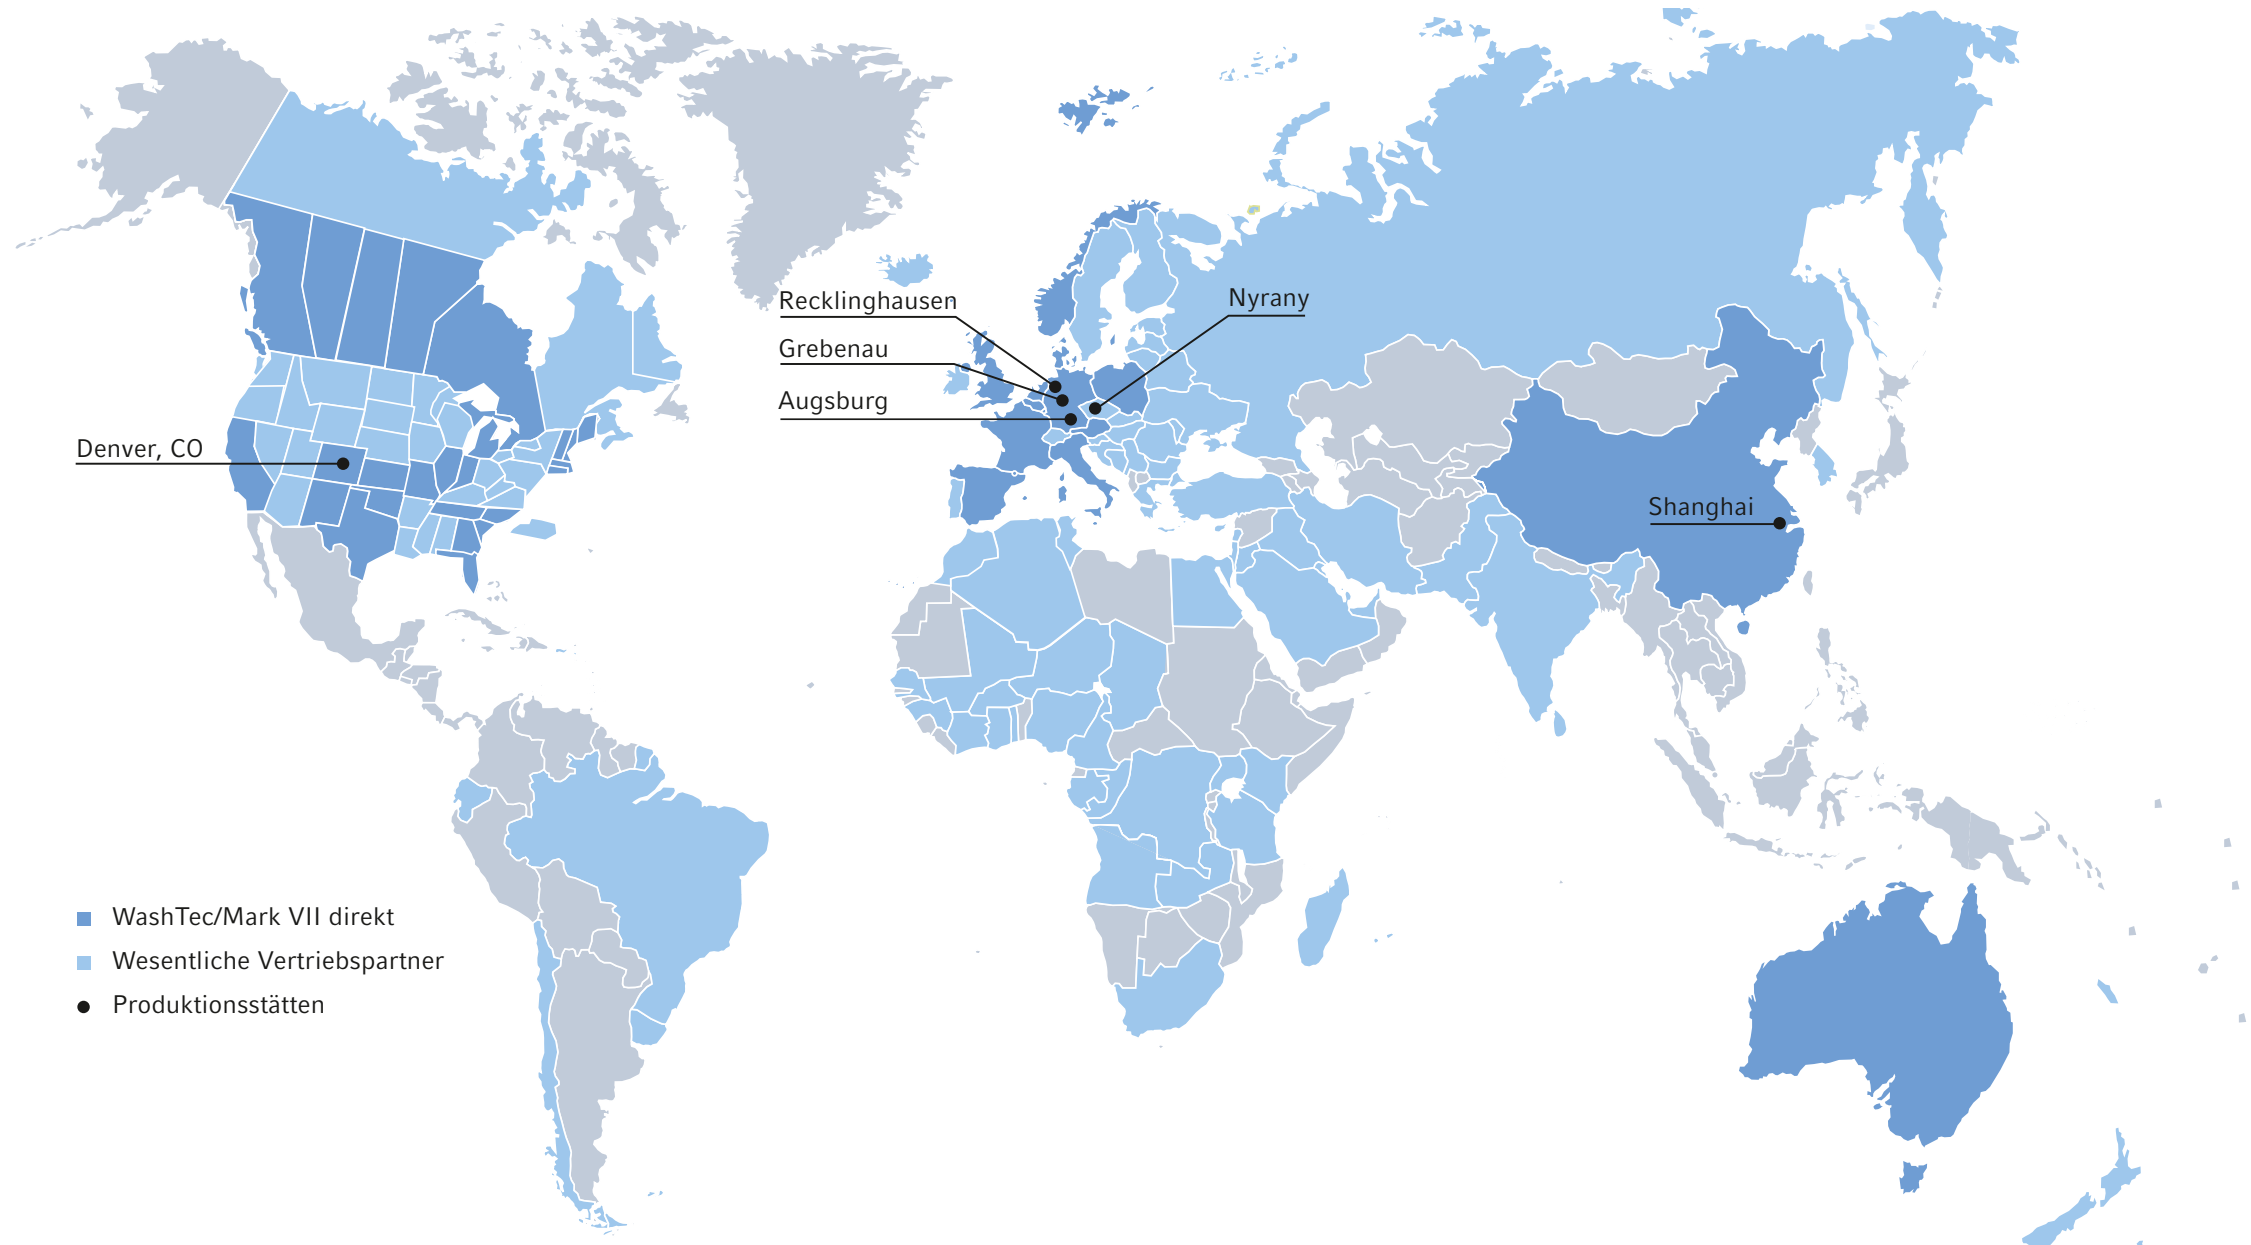 Recklinghausen
Nyrany
Grebenau
Augsburg
Denver, CO
Shanghai
WashTec/Mark VII direkt
Wesentliche Vertriebspartner
Produktionsstätten